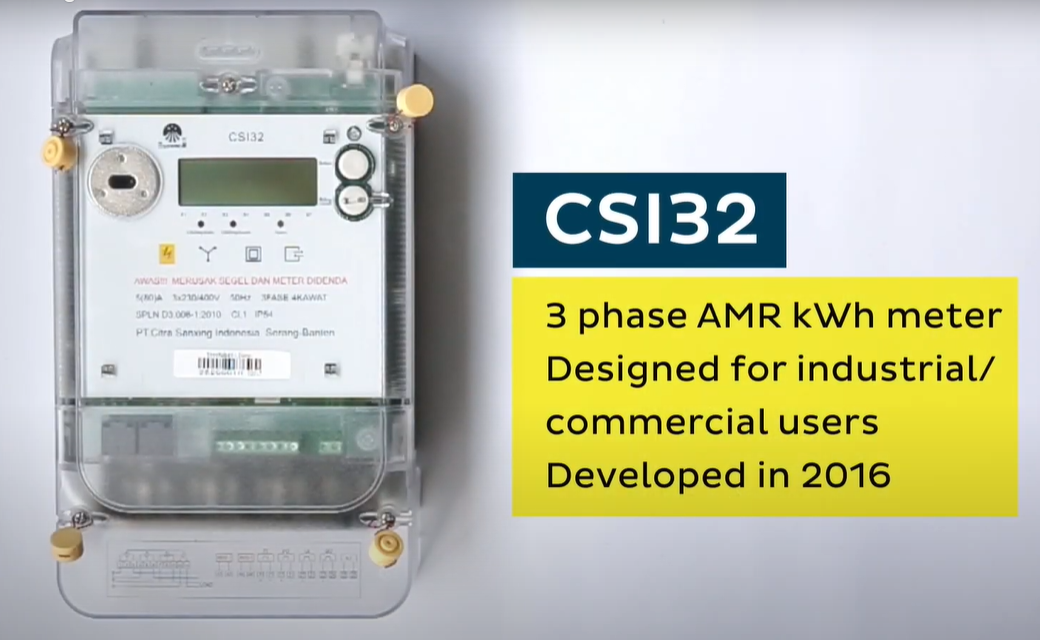 CSI32
AWAS!!! MERUSAK SEGEL DAN METER DIDENDA
5(80)A 3x230/400V 50Hz 3FASE 4KAWAT
SPLN D3.006-1:2010 Cl.1 IP54
PT.Citra Sanxing Indonesia Serang-Banten
CSI32
3 phase AMR kWh meter
Designed for industrial/
commercial users
Developed in 2016